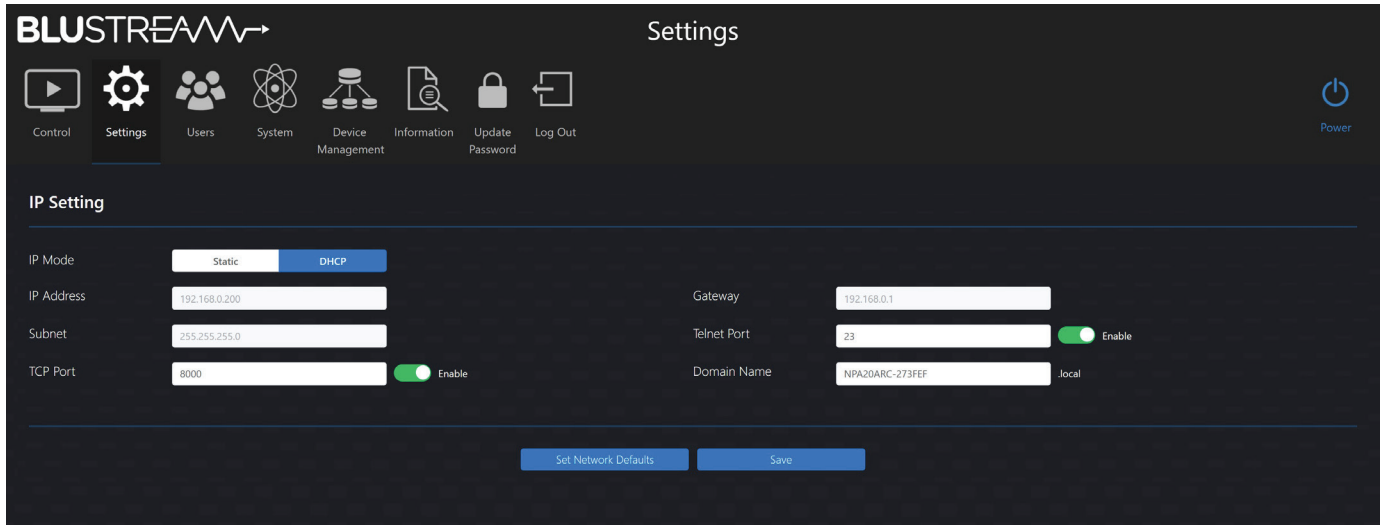 BLUSTREAM
Settings
Control
Settings
Users
System
Device
Management
Information
Update
Password
Log Out
Power
IP Setting
IP Mode
Static
DHCP
IP Address
192.168.0.200
Gateway
192.168.0.1
Subnet
255.255.255.0
Telnet Port
23
Enable
TCP Port
8000
Enable
Domain Name
NPA20ARC-273FEF
.local
Set Network Defaults
Save